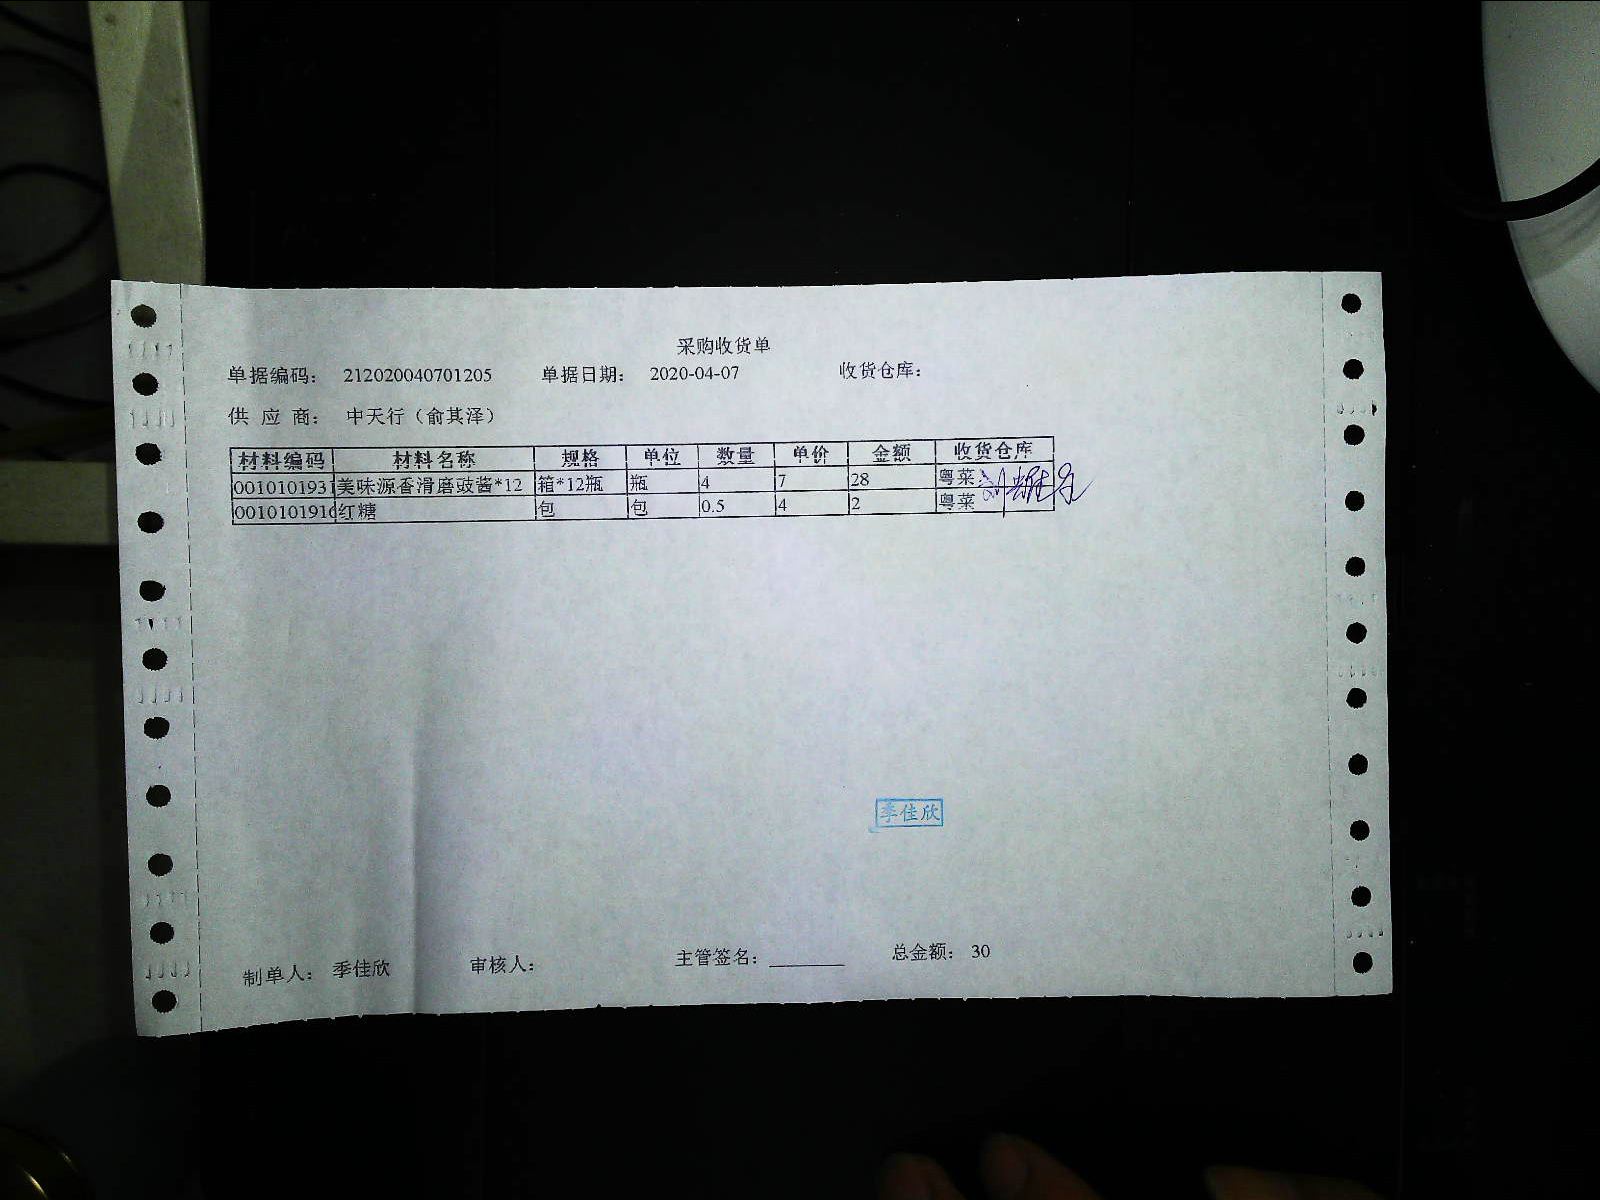 采购收货单
单据编码: 212020040701205 单据日期: 2020-04-07 收货仓库:
供 应 商: 中天行（俞其泽）
材料编码 材料名称 规格 单位 数量 单价 金额 收货仓库
0010101931 美味源香滑磨豉酱*12 箱*12瓶 瓶 4 7 28 粤菜
001010191 红糖 包 包 0.5 4 2 粤菜
季佳欣
制单人: 季佳欣 审核人: 主管签名: 总金额: 30